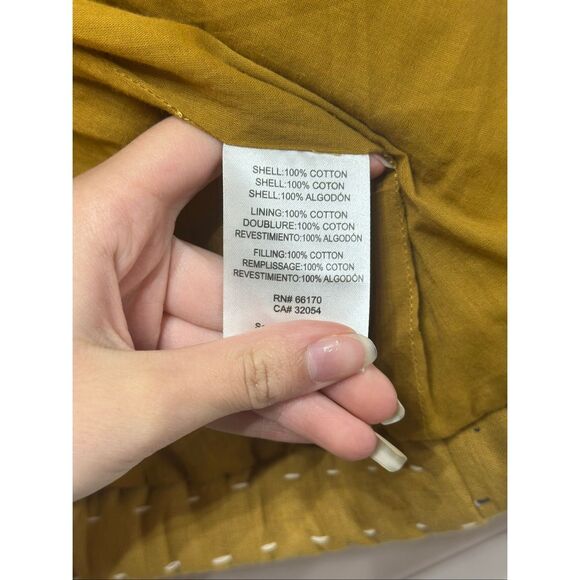 SHELL:100% COTTON
SHELL:100% COTON
SHELL:100% ALGODÓN
LINING:100% COTTON
DOUBLURE:100% COTON
REVESTIMIENTO:100% ALGODÓN
FILLING:100% COTTON
REMPLISSAGE:100% COTON
REVESTIMIENTO:100% ALGODÓN
RN# 66170
CA# 32054